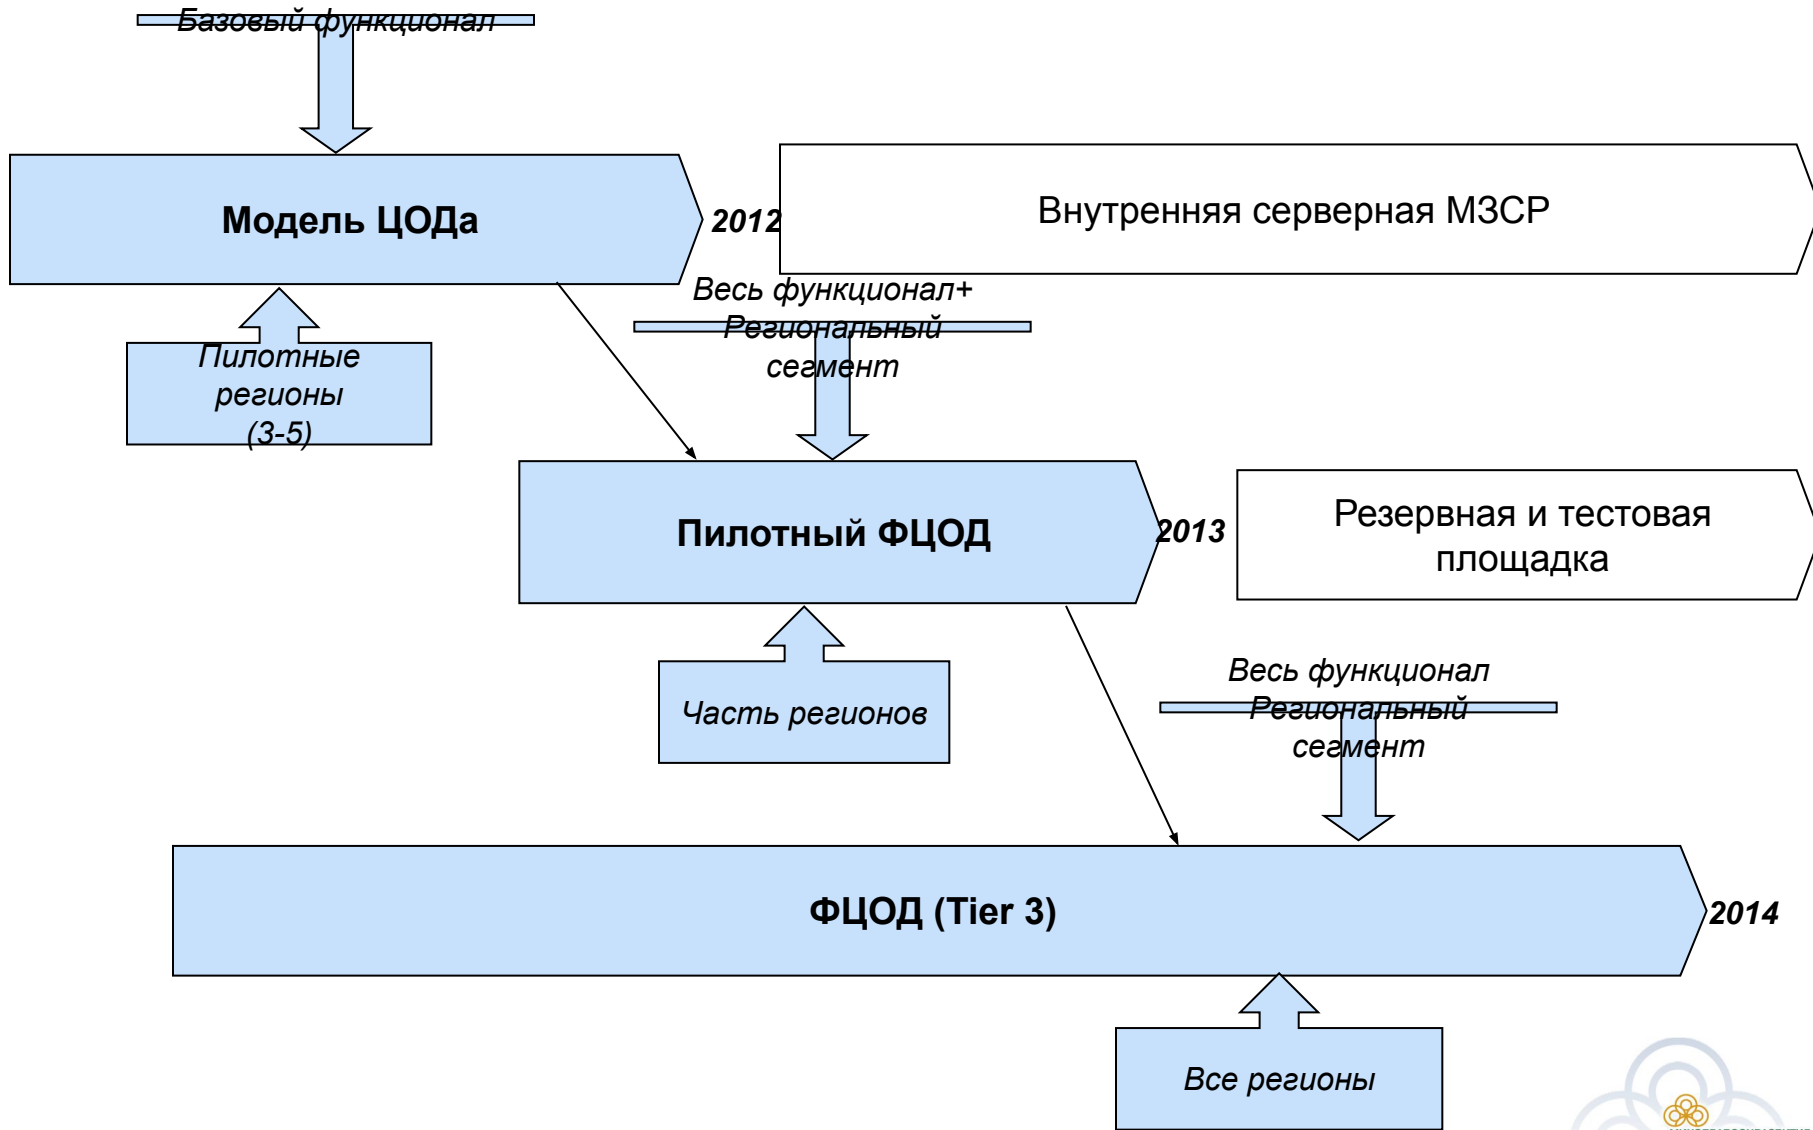 Базовый функционал
Модель ЦОДа
2012
Внутренняя серверная МЗСР
Пилотные
регионы
(3-5)
Весь функционал+
Региональный
сегмент
Пилотный ФЦОД
2013
Резервная и тестовая
площадка
Часть регионов
Весь функционал
Региональный
сегмент
ФЦОД (Tier 3)
2014
Все регионы